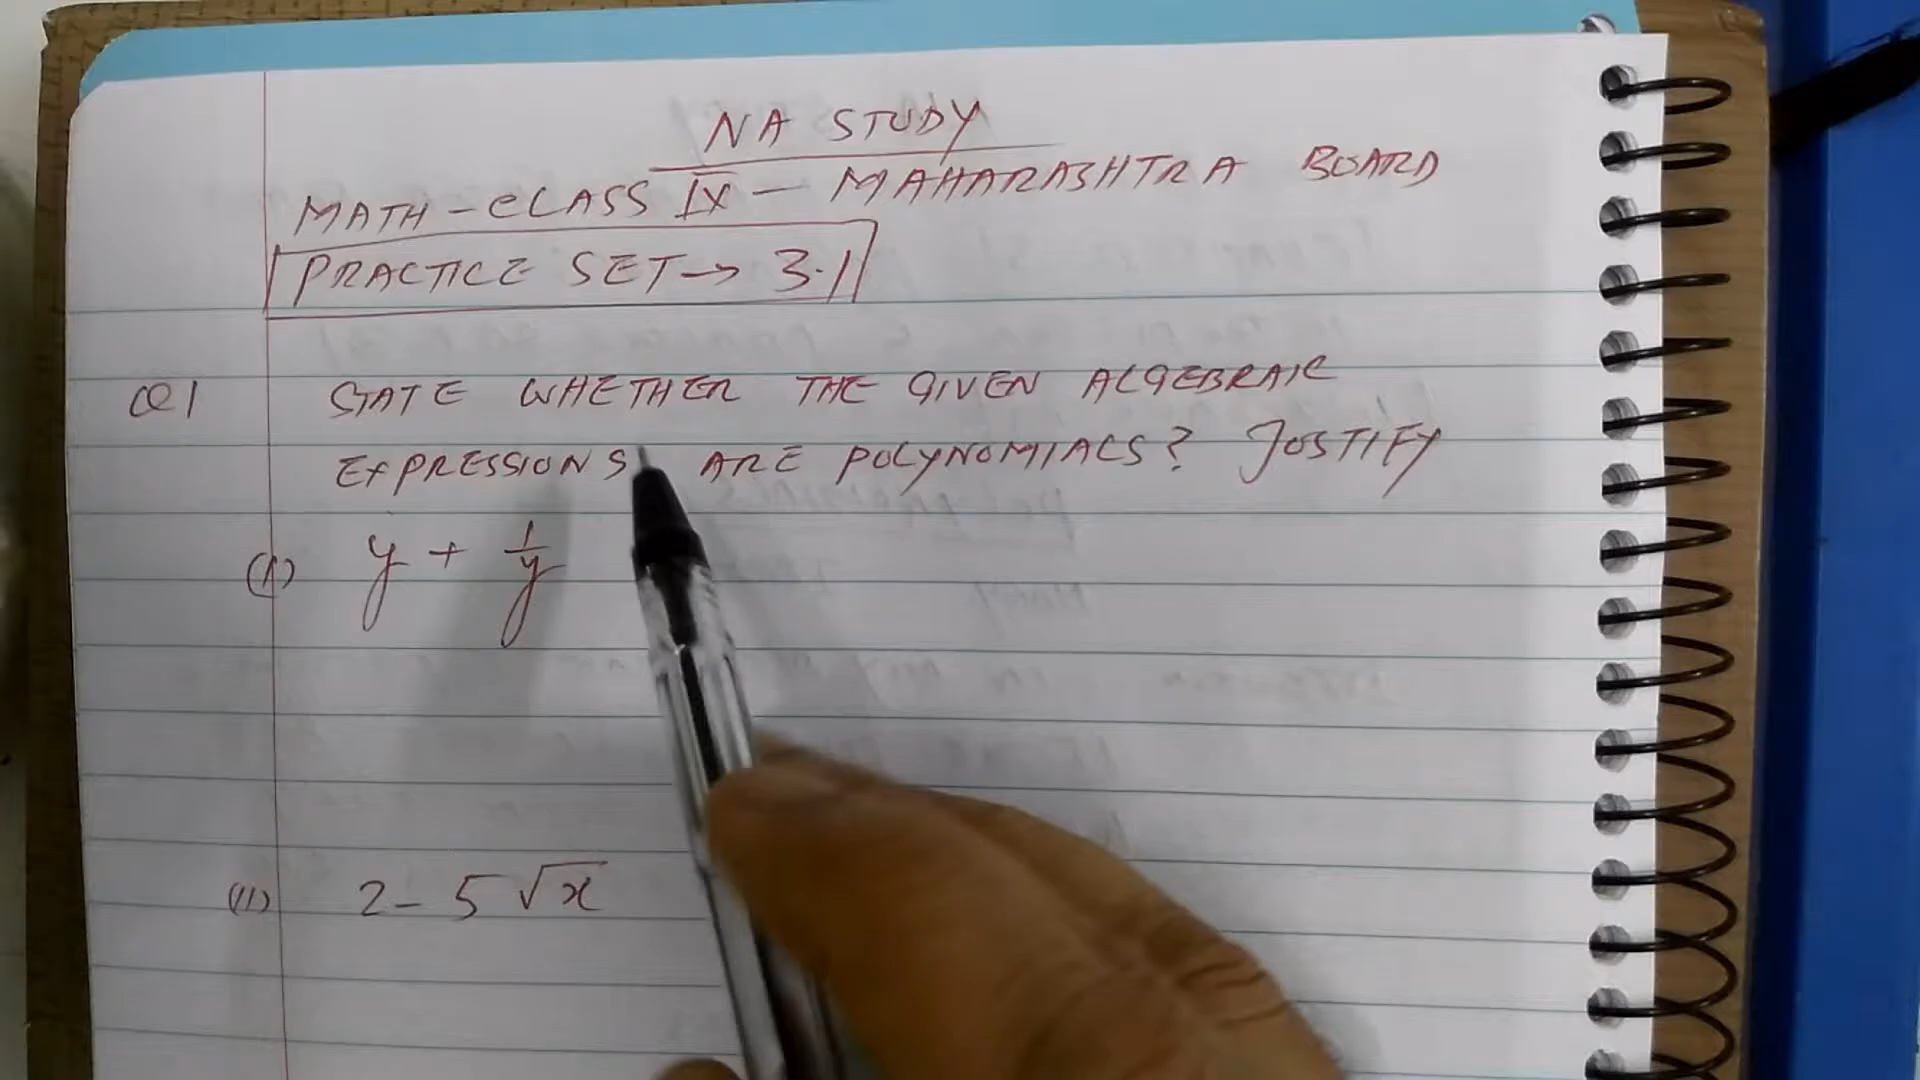 NA STUDY
MATH - CLASS IX - MAHARASHTRA BOARD
PRACTICE SET → 3.1
Q1 STATE WHETHER THE GIVEN ALGEBRAIC
EXPRESSIONS ARE POLYNOMIALS? JUSTIFY
(I) y + 1/y
(II) 2 - 5 √x